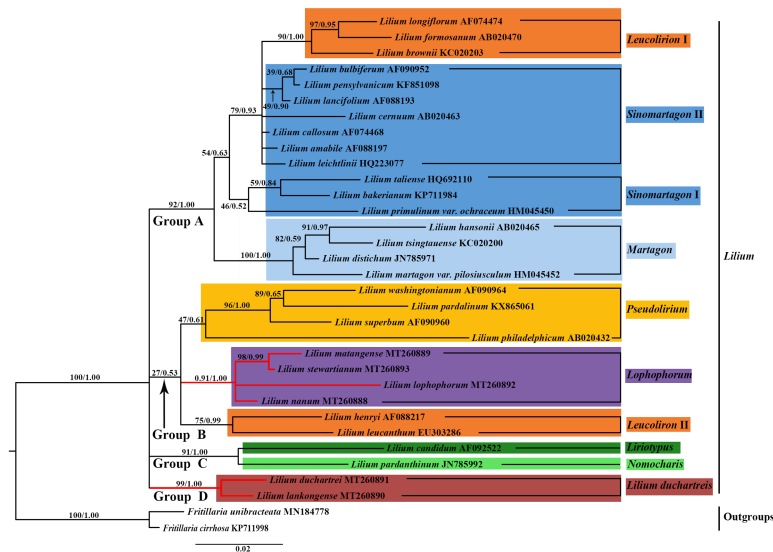 97/0.95
Lilium longiflorum AF074474
90/1.00
Lilium formosanum AB020470
Leucolirion I
Lilium brownii KC020203
39/0.68
Lilium bulbiferum AF090952
Lilium pensylvanicum KF851098
49/0.90
Lilium lancifolium AF088193
79/0.93
Lilium cernuum AB020463
Sinomartagon II
Lilium callosum AF074468
Lilium amabile AF088197
54/0.63
Lilium leichtlinii HQ223077
59/0.84
Lilium taliense HQ692110
Lilium bakerianum KP711984
Sinomartagon I
46/0.52
Lilium primulinum var. ochraceum HM045450
92/1.00
Group A
91/0.97
Lilium hansonii AB020465
82/0.59
Lilium tsingtauense KC020200
Martagon
100/1.00
Lilium distichum JN785971
Lilium martagon var. pilosiusculum HM045452
Lilium
89/0.65
Lilium washingtonianum AF090964
96/1.00
Lilium pardalinum KX865061
Pseudolirium
47/0.61
Lilium superbum AF090960
Lilium philadelphicum AB020432
98/0.99
Lilium matangense MT260889
Lilium stewartianum MT260893
Lophophorum
27/0.53
0.91/1.00
Lilium lophophorum MT260892
100/1.00
Lilium nanum MT260888
Group B
75/0.99
Lilium henryi AF088217
Leucoliron II
Lilium leucanthum EU303286
91/1.00
Lilium candidum AF092522
Liriotypus
Group C
Lilium pardanthinum JN785992
Nomocharis
99/1.00
Lilium duchartrei MT260891
Lilium duchartreis
Group D
Lilium lankongense MT260890
100/1.00
Fritillaria unibracteata MN184778
Outgroups
Fritillaria cirrhosa KP711998
0.02